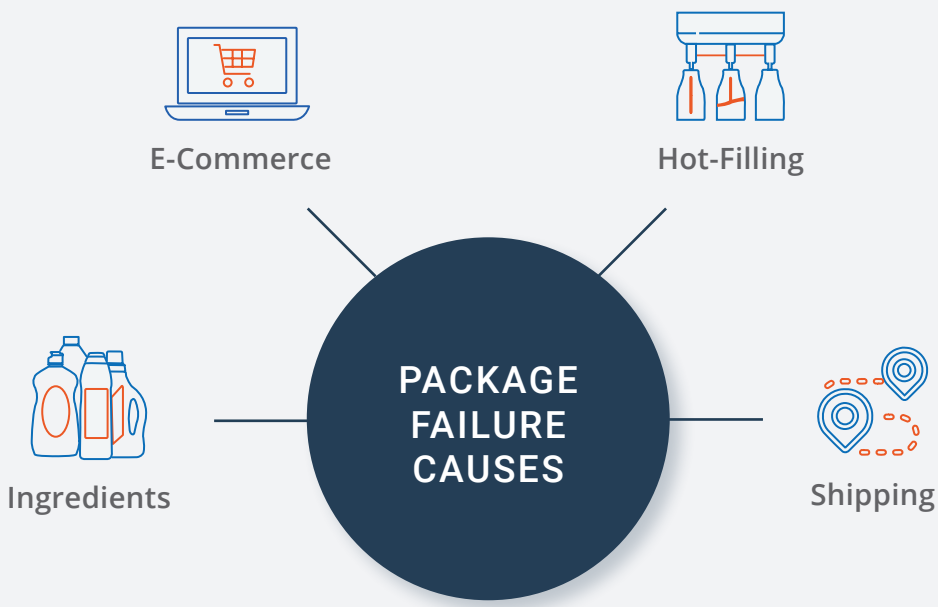 E-Commerce
Hot-Filling
PACKAGE
FAILURE
CAUSES
Ingredients
Shipping